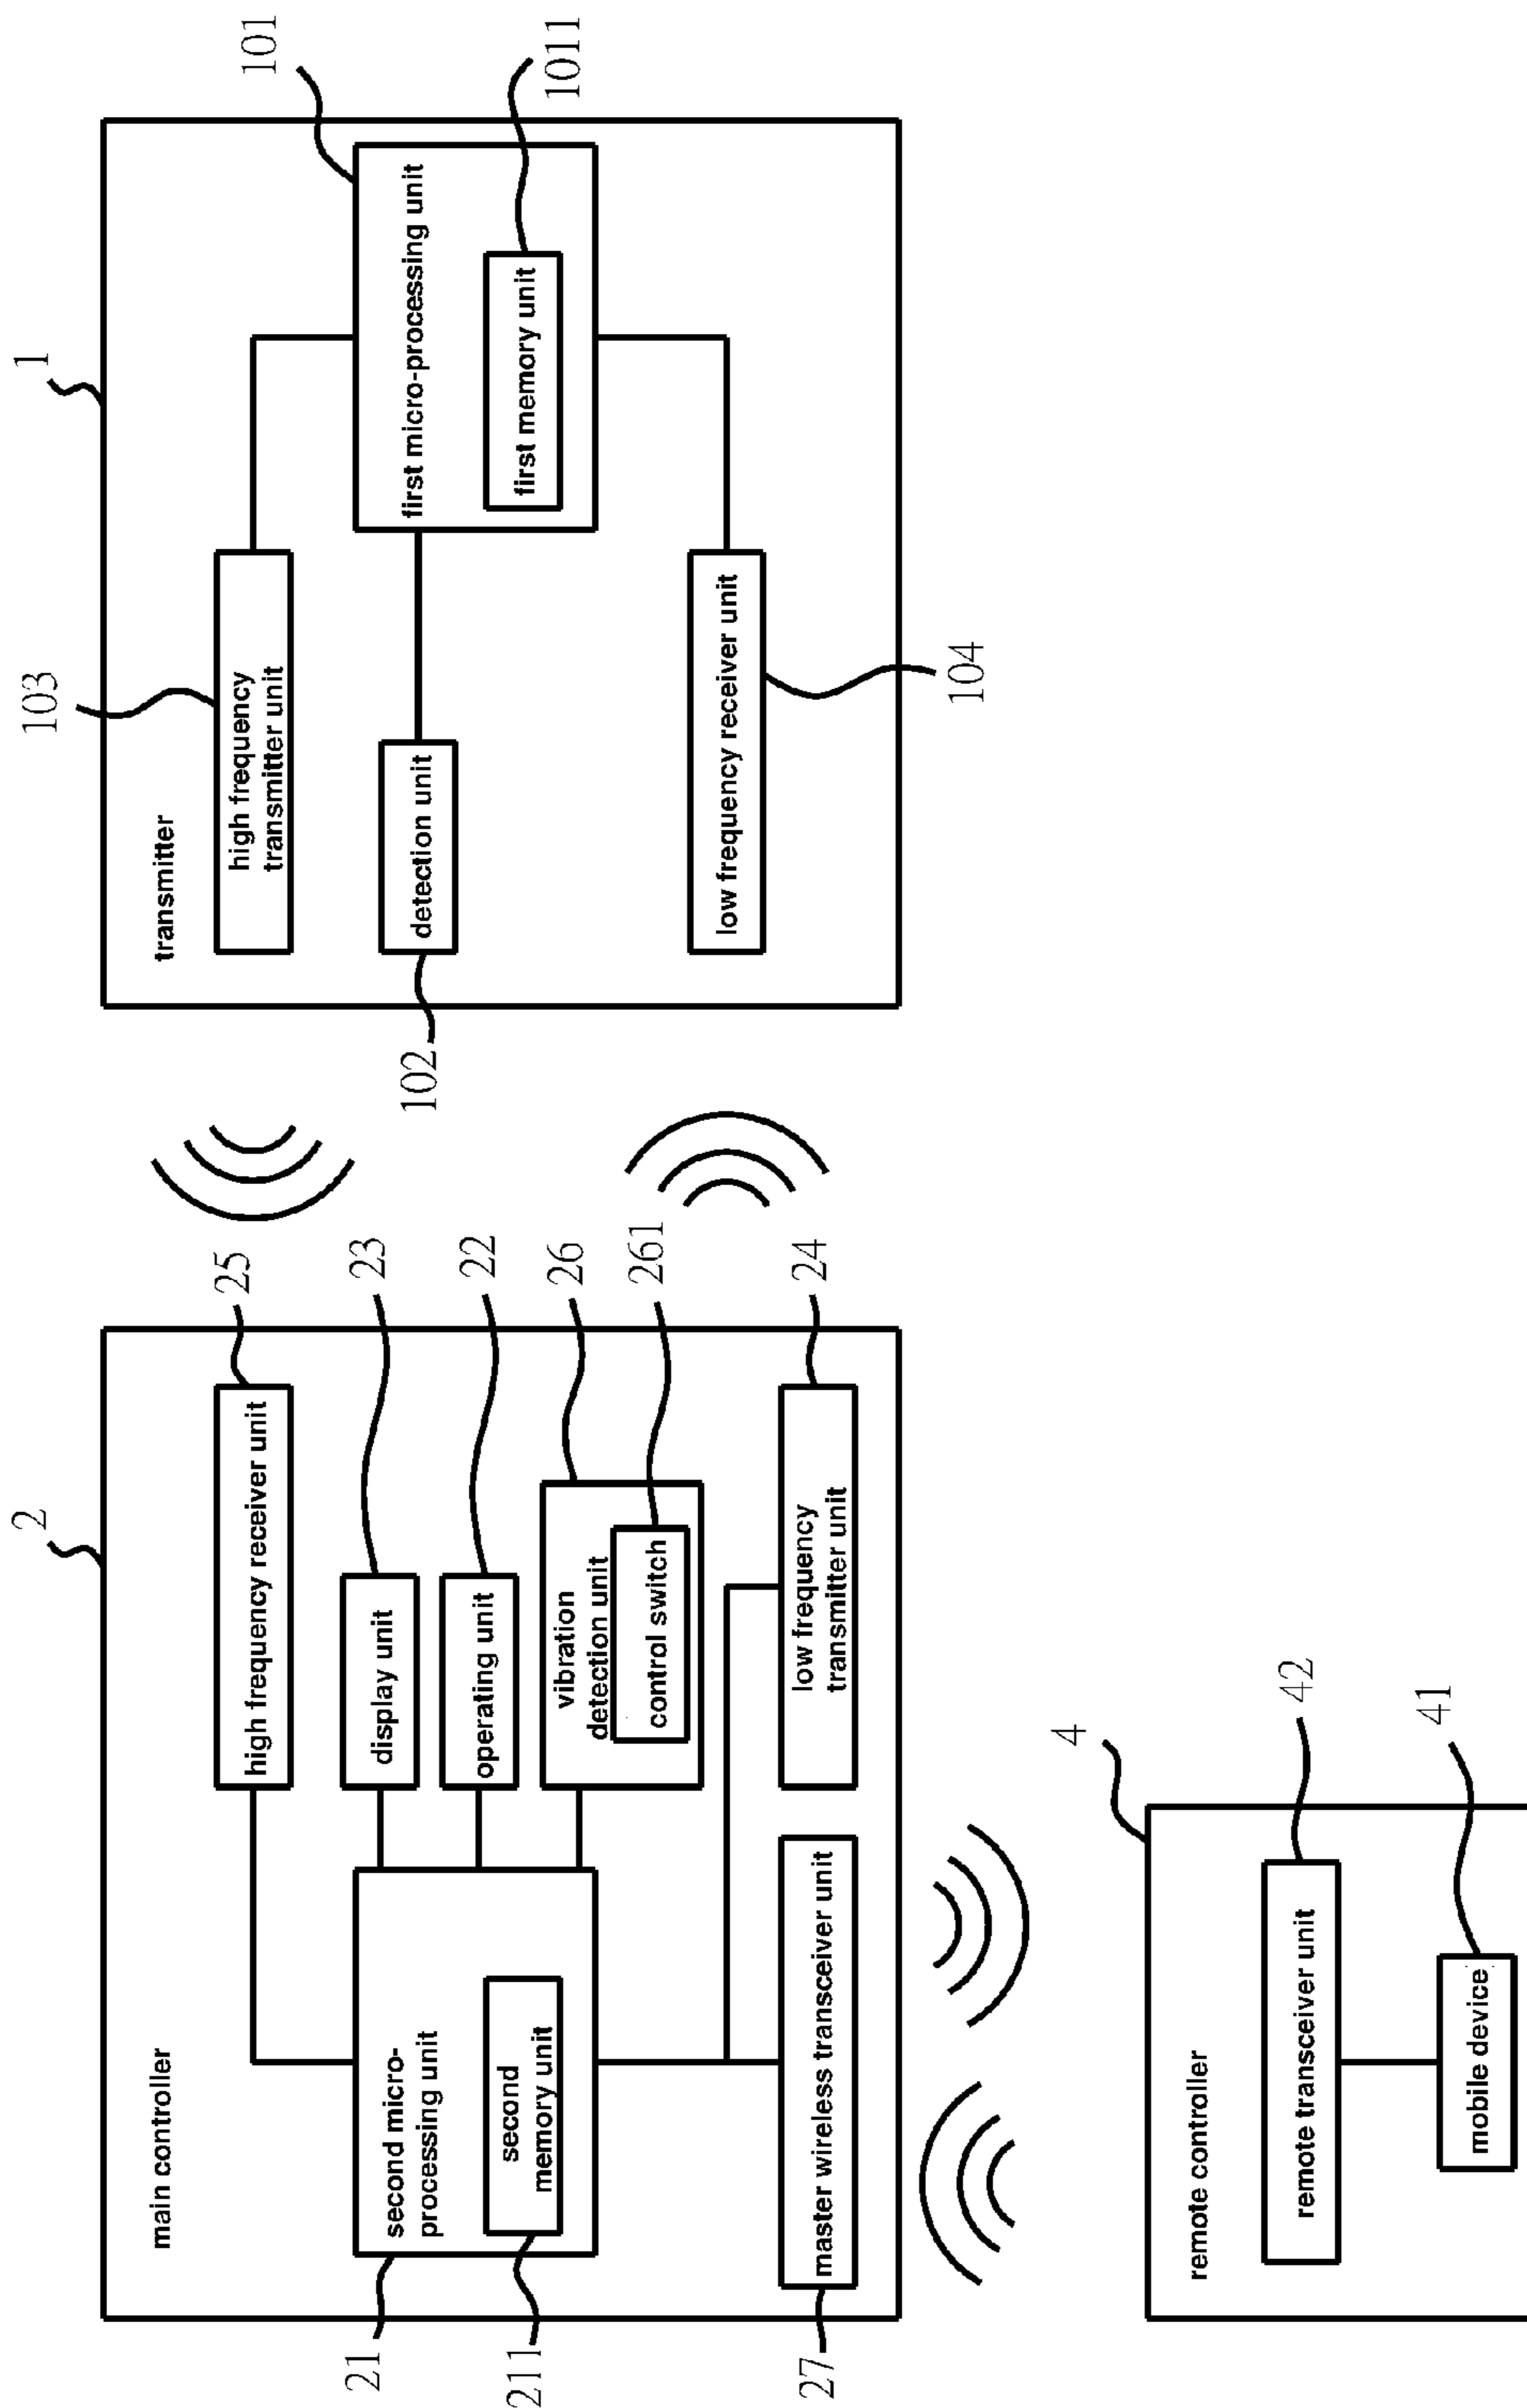 2
main controller
25
high frequency receiver unit
23
display unit
22
operating unit
26
vibration
detection unit
261
control switch
24
low frequency
transmitter unit
21
second micro-
processing unit
211
second
memory unit
27
master wireless transceiver unit
1
transmitter
103
high frequency
transmitter unit
102
detection unit
101
first micro-processing unit
1011
first memory unit
104
low frequency receiver unit
4
remote controller
42
remote transceiver unit
41
mobile device